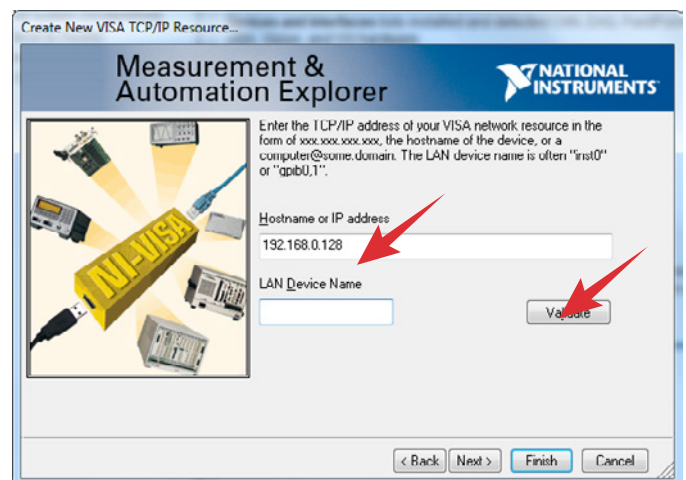 Create New VISA TCP/IP Resource...
Measurement &
Automation Explorer
NATIONAL
INSTRUMENTS
Enter the TCP/IP address of your VISA network resource in the
form of xxx.xxx.xxx.xxx, the hostname of the device, or a
computer@some.domain. The LAN device name is often "inst0"
or "gpib0,1".
NI-VISA
Hostname or IP address
192.168.0.128
LAN Device Name
Validate
< Back Next > Finish Cancel